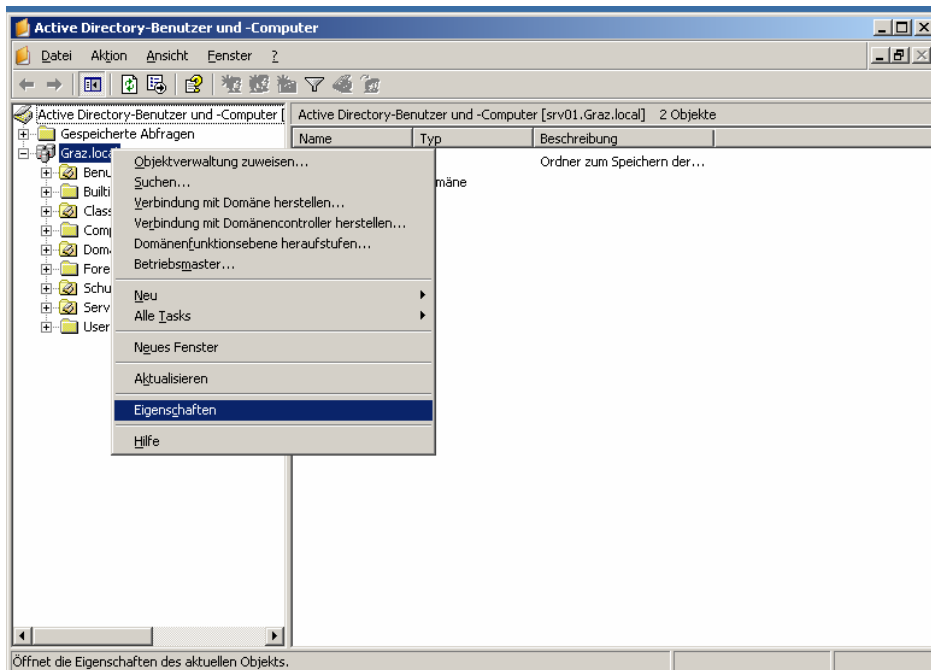 Active Directory-Benutzer und -Computer
Datei Aktion Ansicht Fenster ?
Active Directory-Benutzer und -Computer [
Active Directory-Benutzer und -Computer [srv01.Graz.local] 2 Objekte
Name Typ Beschreibung
Gespeicherte Abfragen
Ordner zum Speichern der...
Graz.local
mäne
Benu
Builti
Class
Comp
Domä
Fore
Schu
Serv
User
Objektverwaltung zuweisen...
Suchen...
Verbindung mit Domäne herstellen...
Verbindung mit Domänencontroller herstellen...
Domänenfunktionsebene heraufstufen...
Betriebsmaster...
Neu
Alle Tasks
Neues Fenster
Aktualisieren
Eigenschaften
Hilfe
Öffnet die Eigenschaften des aktuellen Objekts.